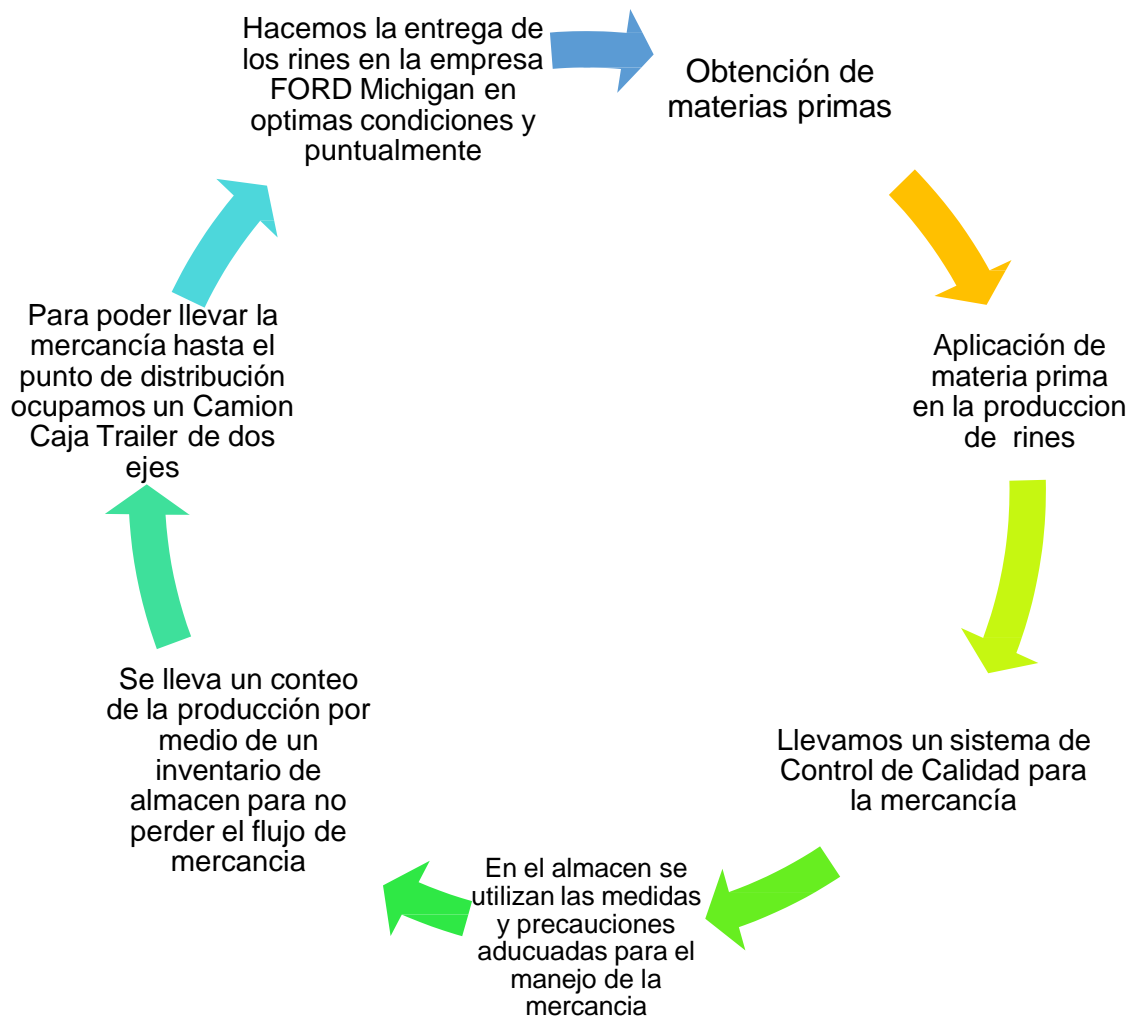 Hacemos la entrega de
los rines en la empresa
FORD Michigan en
optimas condiciones y
puntualmente
Obtención de
materias primas
Aplicación de
materia prima
en la produccion
de rines
Llevamos un sistema de
Control de Calidad para
la mercancía
En el almacen se
utilizan las medidas
y precauciones
aducuadas para el
manejo de la
mercancia
Se lleva un conteo
de la producción por
medio de un
inventario de
almacen para no
perder el flujo de
mercancia
Para poder llevar la
mercancía hasta el
punto de distribución
ocupamos un Camion
Caja Trailer de dos
ejes